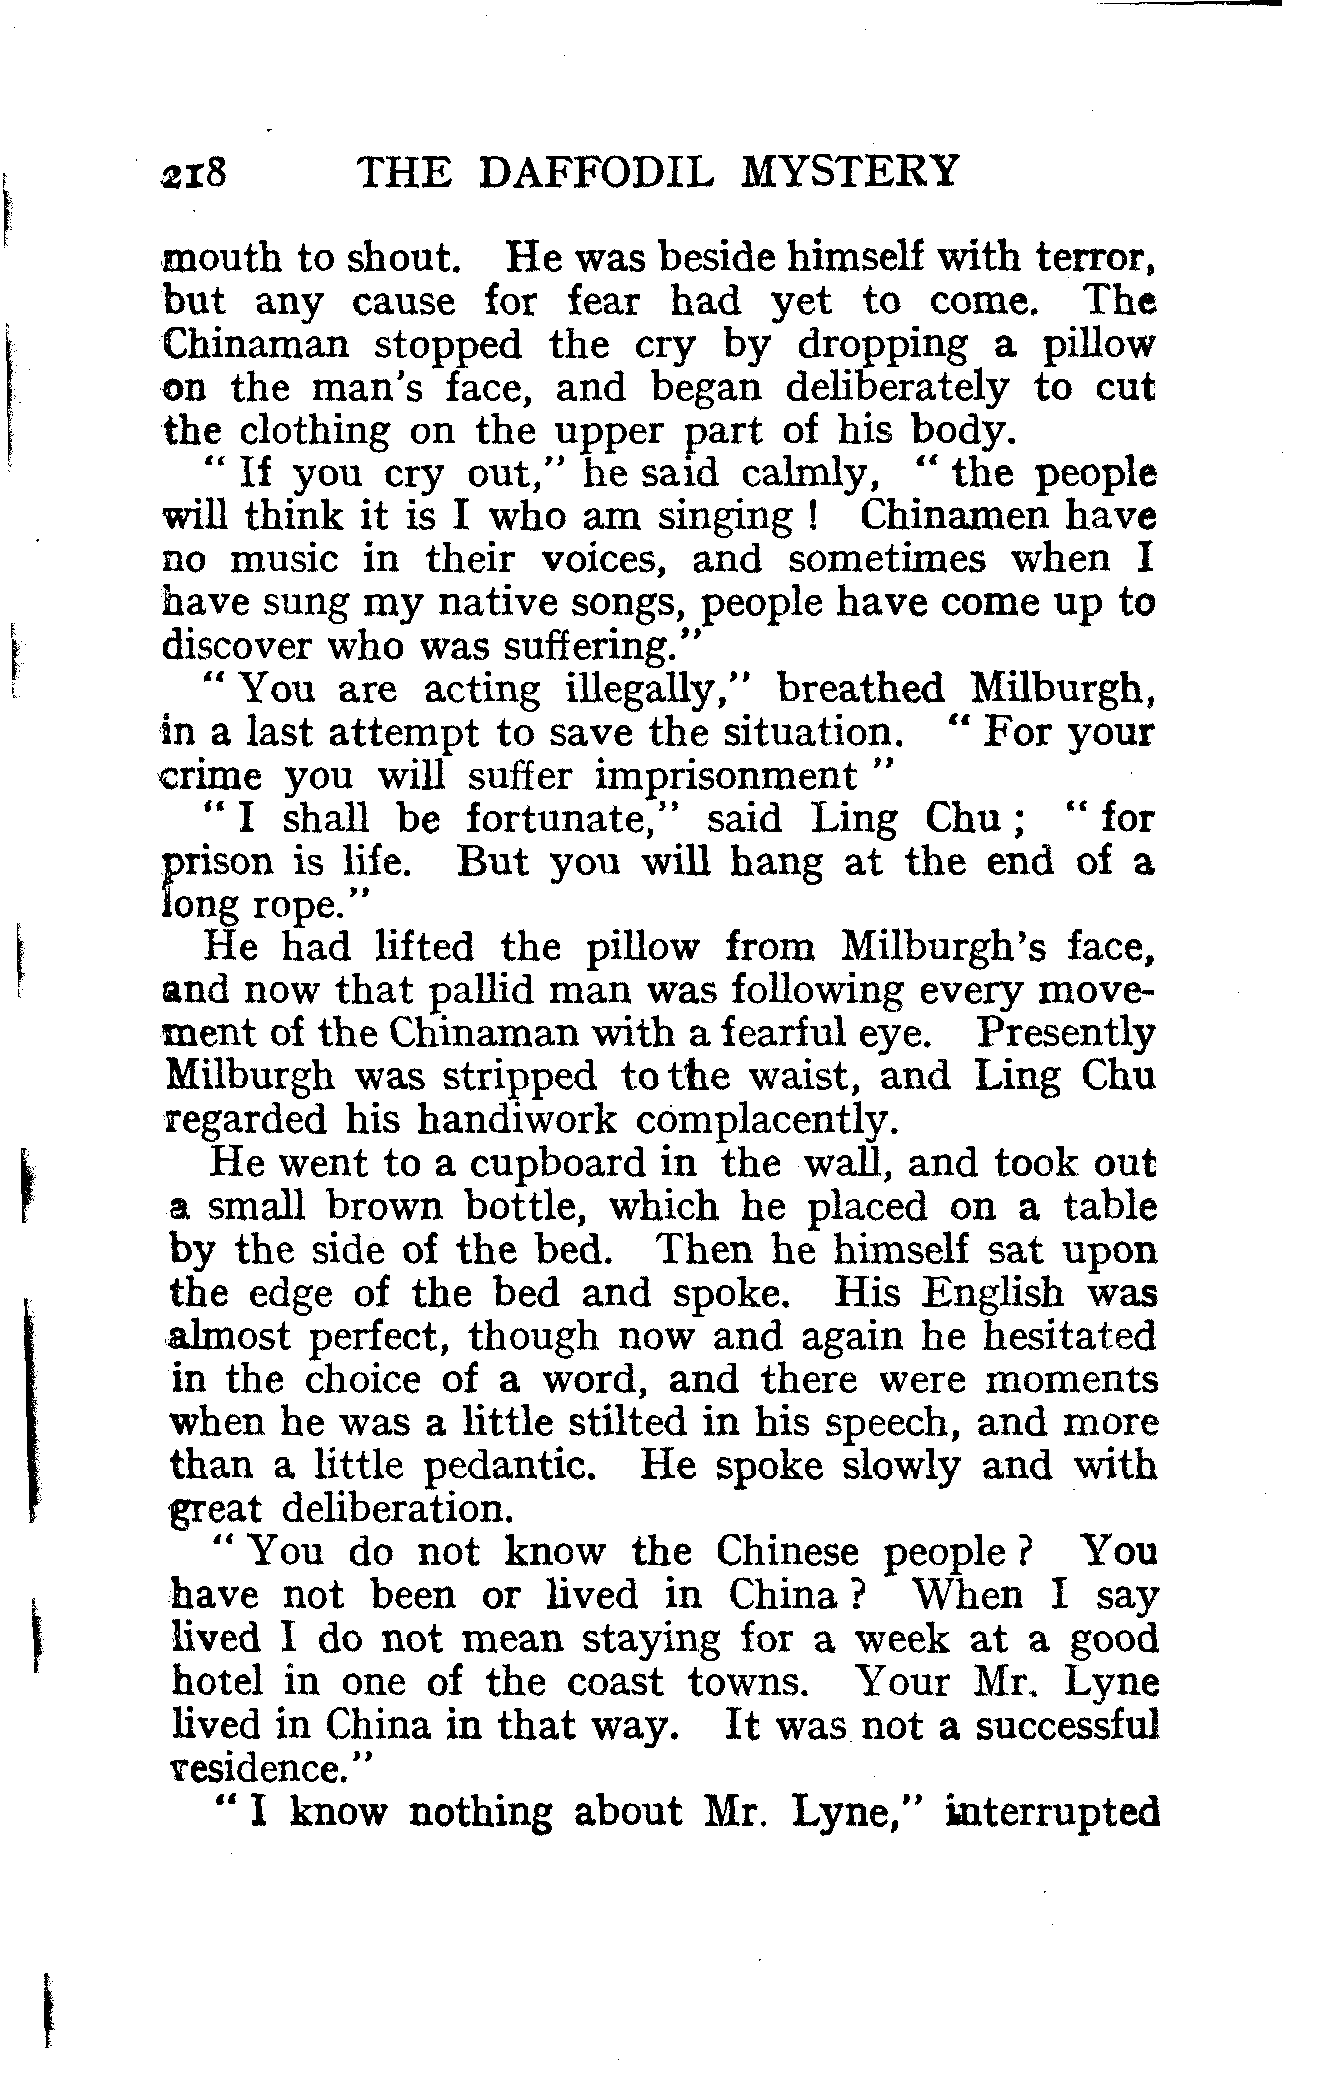 218 THE DAFFODIL MYSTERY
mouth to shout. He was beside himself with terror,
but any cause for fear had yet to come. The
Chinaman stopped the cry by dropping a pillow
on the man's face, and began deliberately to cut
the clothing on the upper part of his body.
" If you cry out," he said calmly, " the people
will think it is I who am singing ! Chinamen have
no music in their voices, and sometimes when I
have sung my native songs, people have come up to
discover who was suffering."
" You are acting illegally," breathed Milburgh,
in a last attempt to save the situation. " For your
crime you will suffer imprisonment "
" I shall be fortunate," said Ling Chu ; " for
prison is life. But you will hang at the end of a
long rope."
He had lifted the pillow from Milburgh's face,
and now that pallid man was following every move-
ment of the Chinaman with a fearful eye. Presently
Milburgh was stripped to the waist, and Ling Chu
regarded his handiwork complacently.
He went to a cupboard in the wall, and took out
a small brown bottle, which he placed on a table
by the side of the bed. Then he himself sat upon
the edge of the bed and spoke. His English was
almost perfect, though now and again he hesitated
in the choice of a word, and there were moments
when he was a little stilted in his speech, and more
than a little pedantic. He spoke slowly and with
great deliberation.
" You do not know the Chinese people ? You
have not been or lived in China ? When I say
lived I do not mean staying for a week at a good
hotel in one of the coast towns. Your Mr. Lyne
lived in China in that way. It was not a successful
residence."
" I know nothing about Mr. Lyne," interrupted